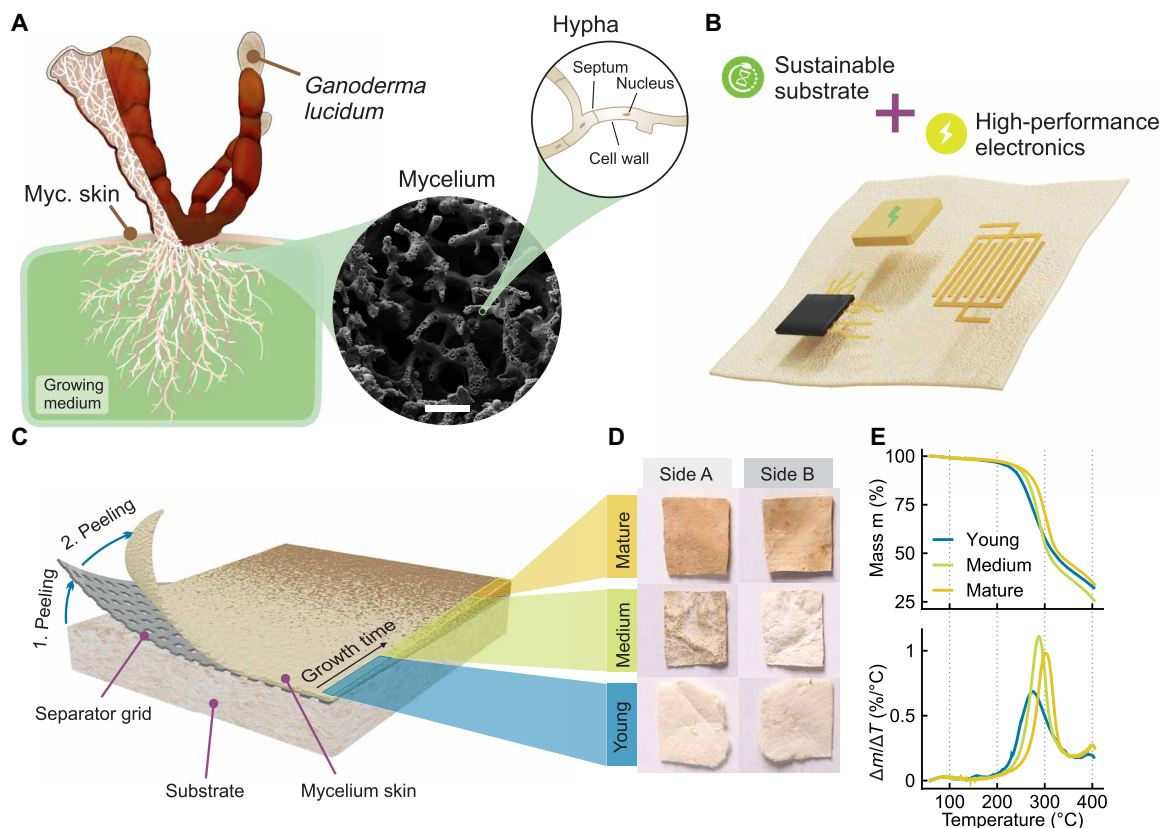 A
Ganoderma
lucidum
Myc. skin
Growing
medium
Mycelium
Hypha
Septum
Nucleus
Cell wall
B
Sustainable
substrate
High-performance
electronics
C
1. Peeling
2. Peeling
Growth time
Separator grid
Substrate
Mycelium skin
Mature
Medium
Young
D
Side A
Side B
E
100
75
50
25
Mass m (%)
Young
Medium
Mature
1
0.5
0
Δm/ΔT (%/°C)
100
200
300
400
Temperature (°C)